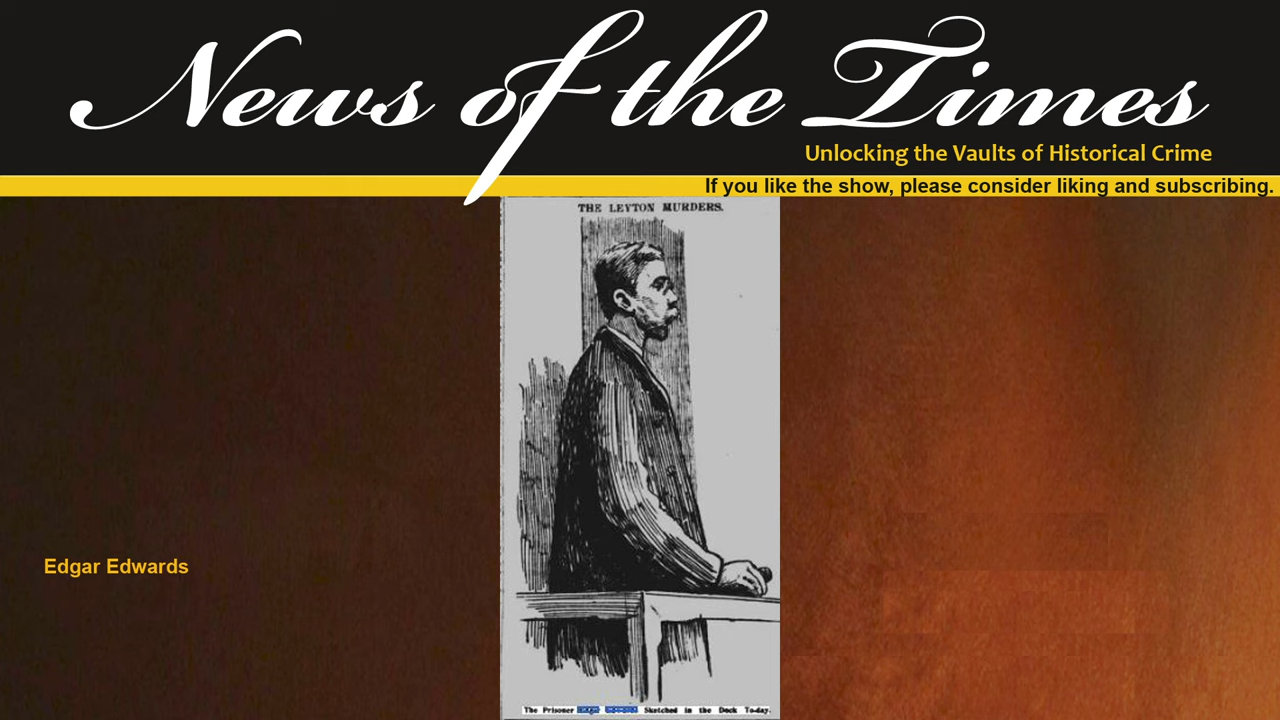 News of the Times
Unlocking the Vaults of Historical Crime
If you like the show, please consider liking and subscribing.
THE LEYTON MURDERS.
Edgar Edwards
The Prisoner Sketched in the Dock To-day.